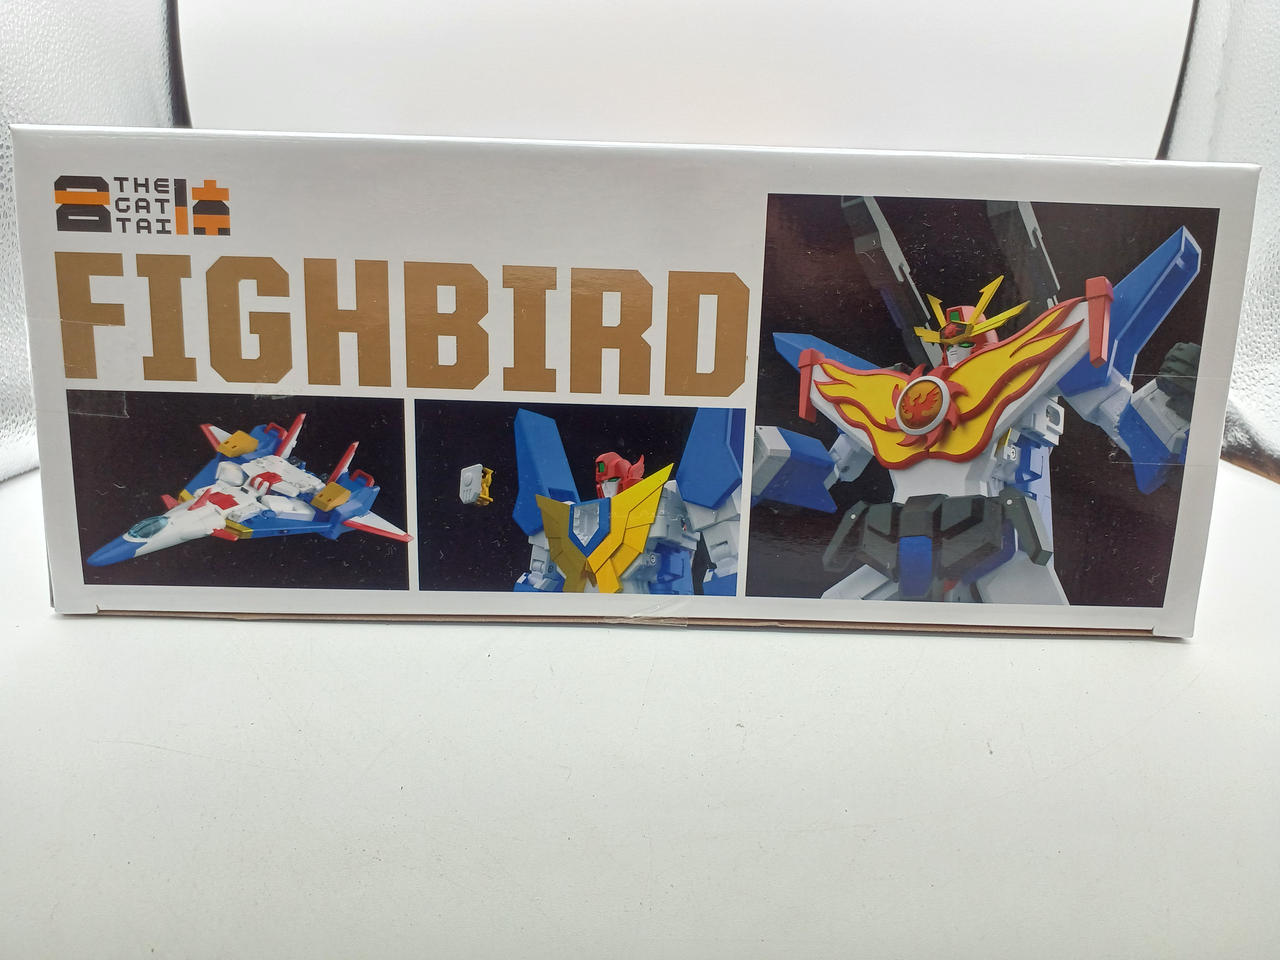 合 THE GAT TAI 体
FIGHBIRD